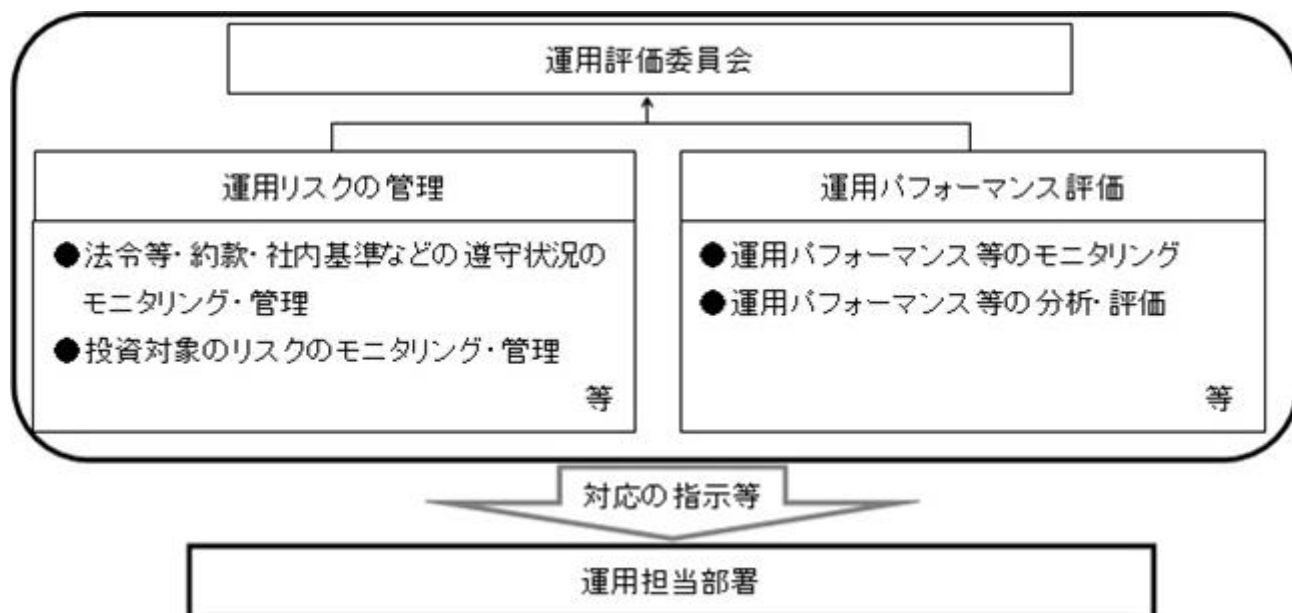 運用評価委員会
運用リスクの管理
●法令等・約款・社内基準などの遵守状況の
モニタリング・管理
●投資対象のリスクのモニタリング・管理
等
運用パフォーマンス評価
●運用パフォーマンス等のモニタリング
●運用パフォーマンス等の分析・評価
等
対応の指示等
運用担当部署